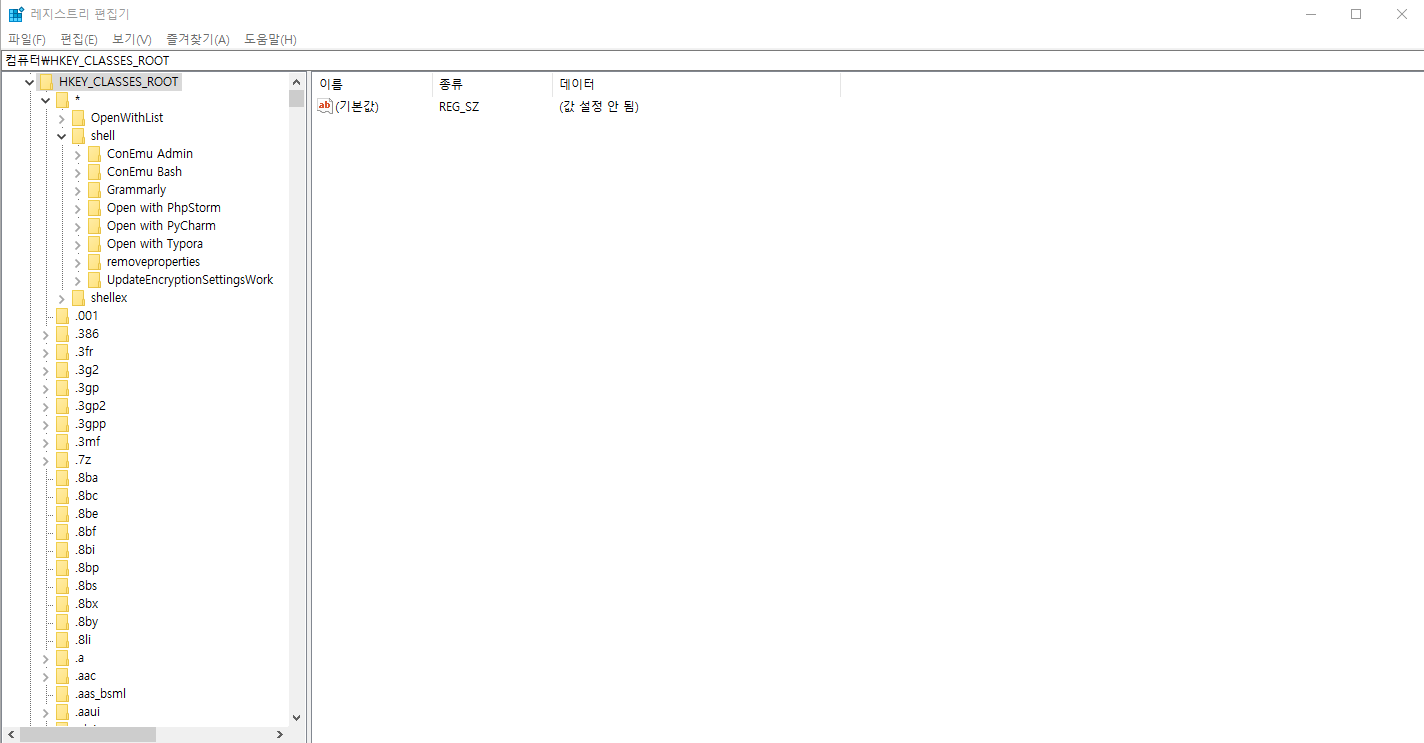 레지스트리 편집기
파일(F) 편집(E) 보기(V) 즐겨찾기(A) 도움말(H)
컴퓨터₩HKEY_CLASSES_ROOT
HKEY_CLASSES_ROOT
*
OpenWithList
shell
ConEmu Admin
ConEmu Bash
Grammarly
Open with PhpStorm
Open with PyCharm
Open with Typora
removeproperties
UpdateEncryptionSettingsWork
shellex
.001
.386
.3fr
.3g2
.3gp
.3gp2
.3gpp
.3mf
.7z
.8ba
.8bc
.8be
.8bf
.8bi
.8bp
.8bs
.8bx
.8by
.8li
.a
.aac
.aas_bsml
.aaui
이름 종류 데이터
ab (기본값) REG_SZ (값 설정 안 됨)